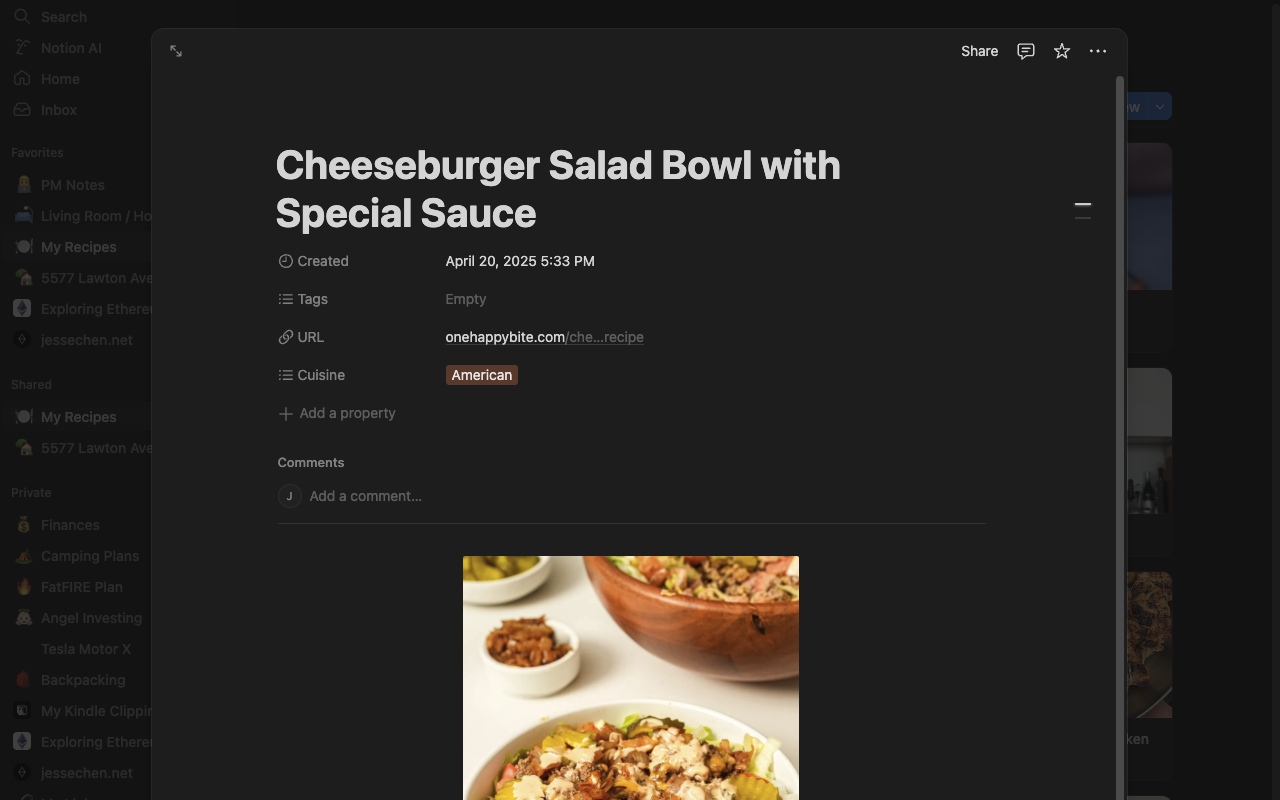 Search
Notion AI
Home
Inbox
Favorites
PM Notes
Living Room / Ho
My Recipes
5577 Lawton Ave
Exploring Ethere
jessechen.net
Shared
My Recipes
5577 Lawton Ave
Private
Finances
Camping Plans
FatFIRE Plan
Angel Investing
Tesla Motor X
Backpacking
My Kindle Clippin
Exploring Ethere
jessechen.net
Share
Cheeseburger Salad Bowl with
Special Sauce
Created April 20, 2025 5:33 PM
Tags Empty
URL onehappybite.com/che...recipe
Cuisine American
Add a property
Comments
J Add a comment...
ew
ken